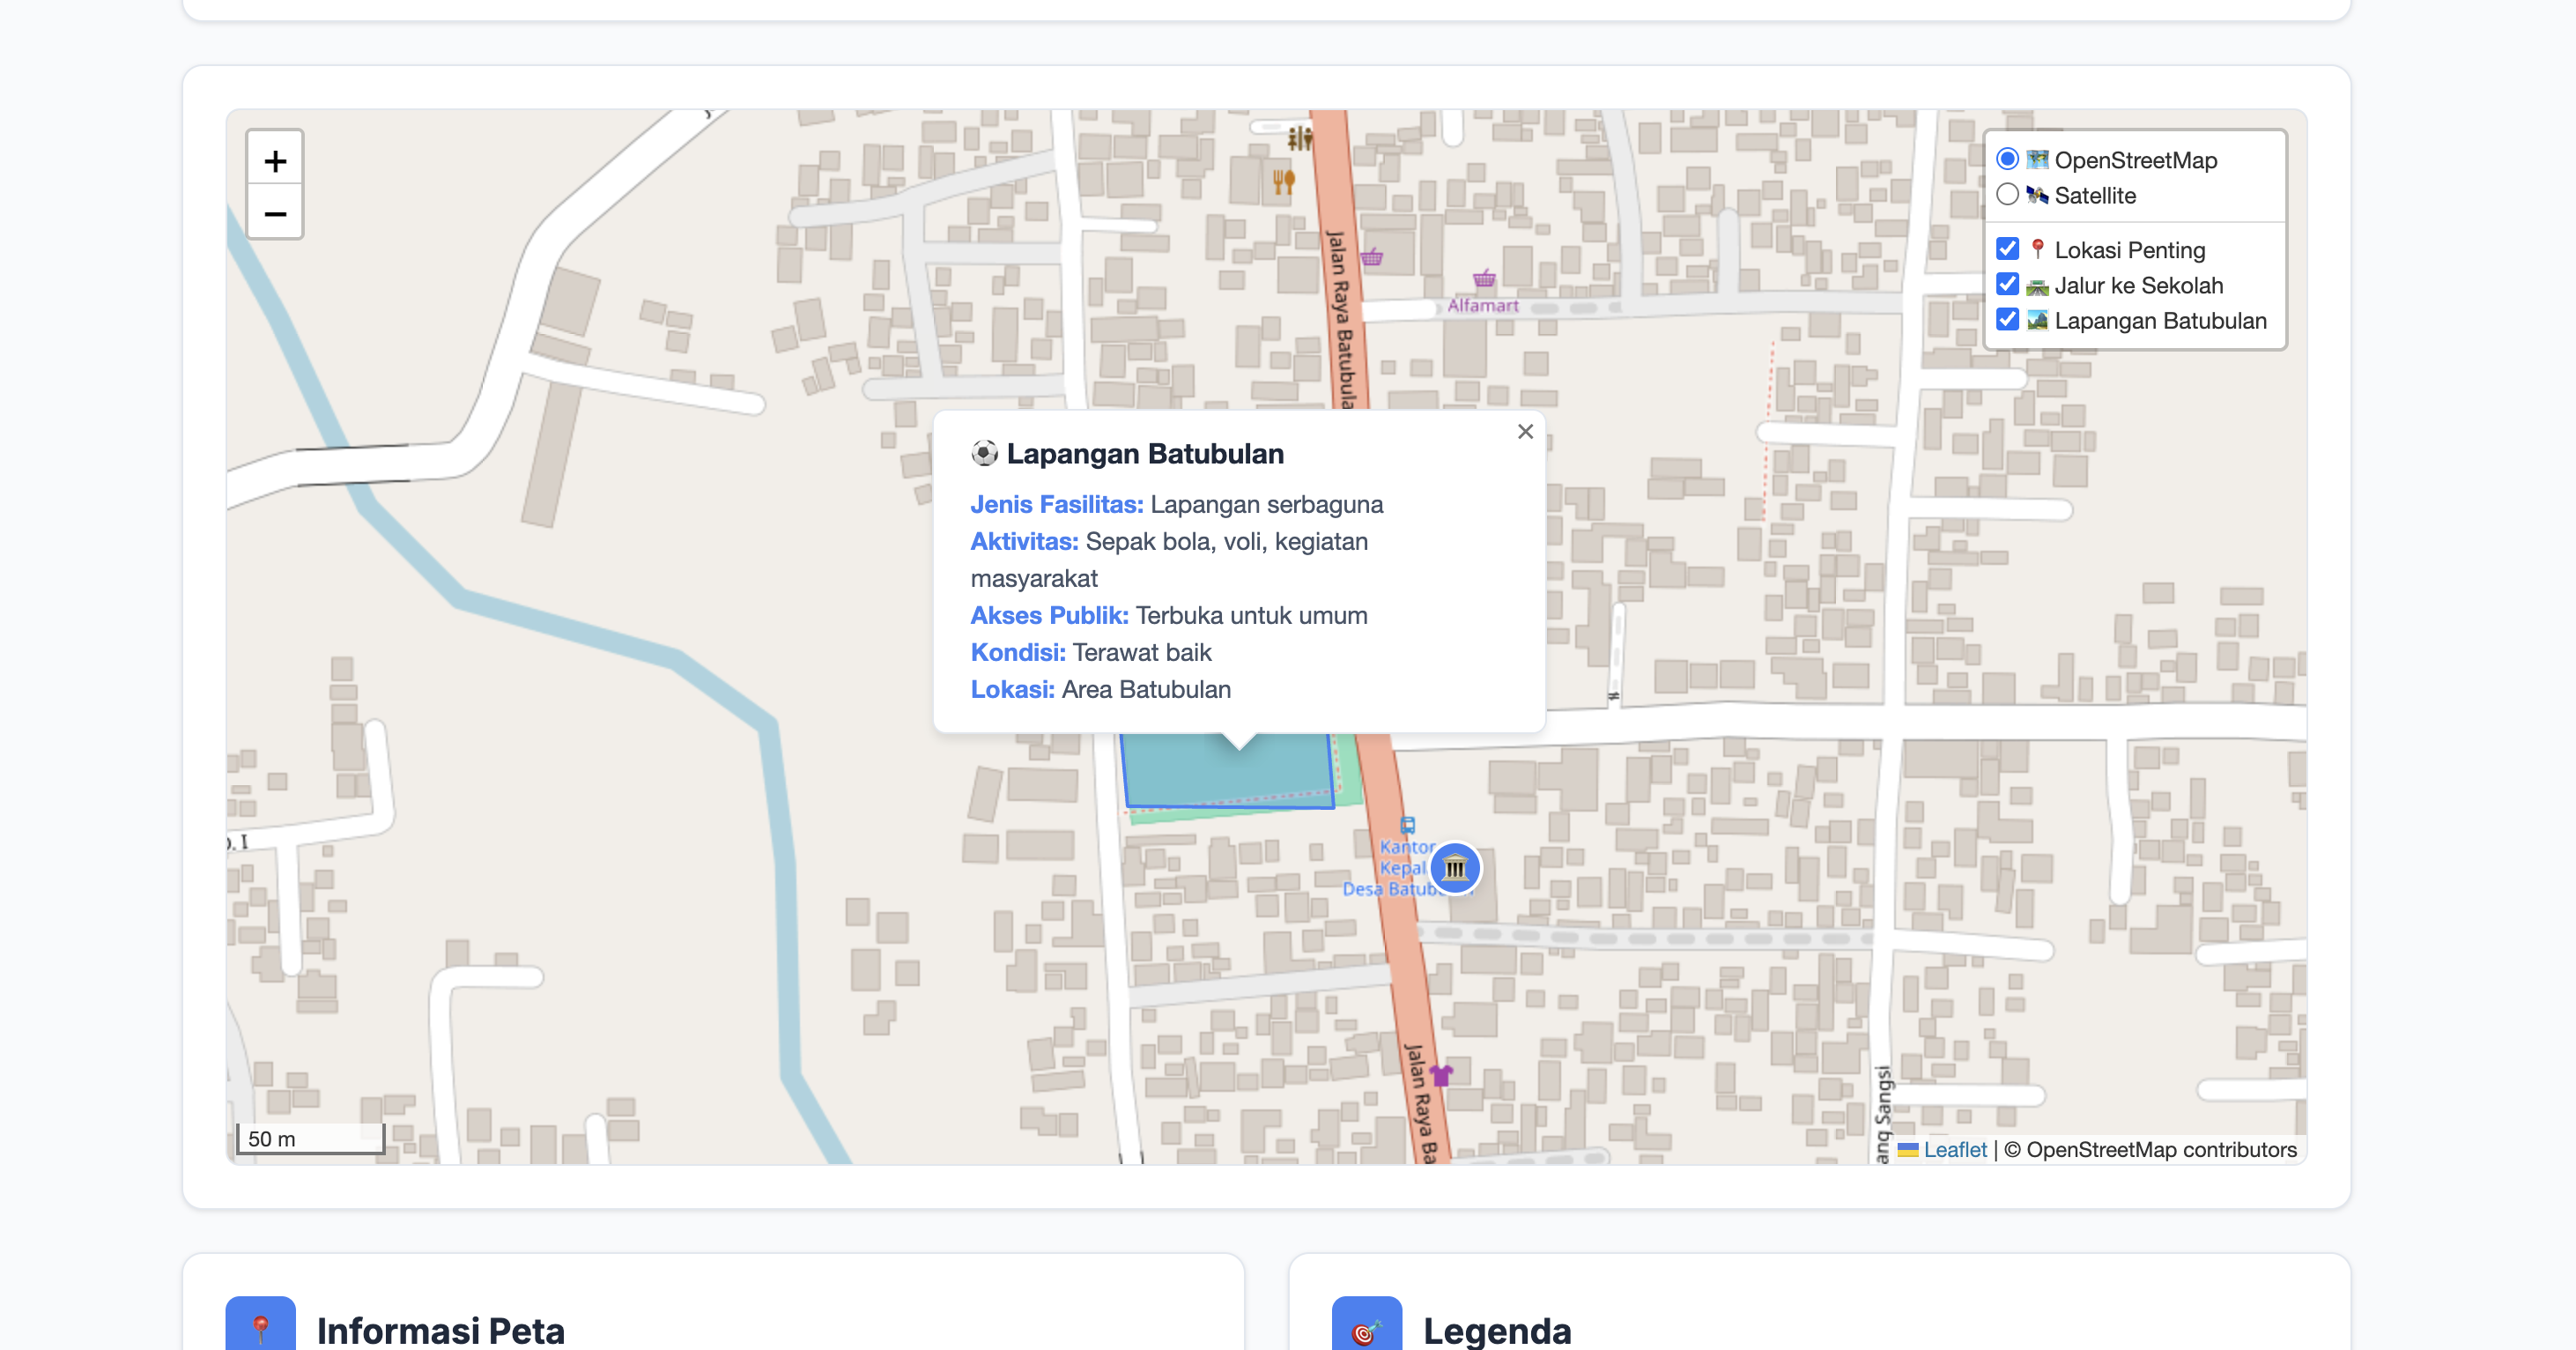 +
−
OpenStreetMap
Satellite
Lokasi Penting
Jalur ke Sekolah
Lapangan Batubulan
Jalan Raya Batubula
Alfamart
Lapangan Batubulan
×
Jenis Fasilitas: Lapangan serbaguna
Aktivitas: Sepak bola, voli, kegiatan
masyarakat
Akses Publik: Terbuka untuk umum
Kondisi: Terawat baik
Lokasi: Area Batubulan
Kantor
Kepal
Desa Batub
Jalan Raya Ba
ang Sangsi
50 m
Leaflet | © OpenStreetMap contributors
Informasi Peta
Legenda